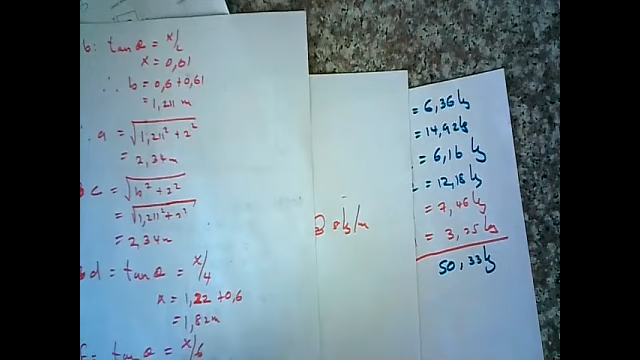 b: tan θ = x/2
x = 0,61
∴ b = 0,6 + 0,61
= 1,211 m
∴ a = √1,211² + 2²
= 2,34m
c = √b² + 2²
= √1,211² + 2²
= 2,34m
d = tan θ = x/4
x = 1,22 + 0,6
= 1,82m
tan θ = x/6
kg/m
= 6,36 kg
= 14,92 kg
= 6,16 kg
= 12,18 kg
= 7,46 kg
= 3,25 kg
50,33 kg